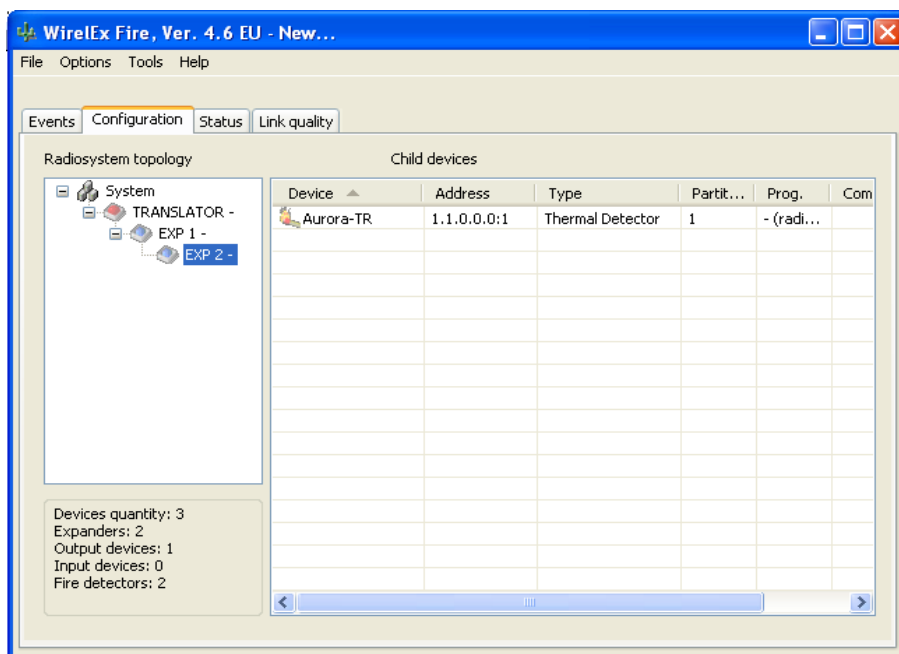 WirelEx Fire, Ver. 4.6 EU - New...
File Options Tools Help
Events Configuration Status Link quality
Radiosystem topology
Child devices
System
TRANSLATOR -
EXP 1 -
EXP 2 -
Device Address Type Partit... Prog. Com
Aurora-TR 1.1.0.0.0:1 Thermal Detector 1 - (radi...
Devices quantity: 3
Expanders: 2
Output devices: 1
Input devices: 0
Fire detectors: 2